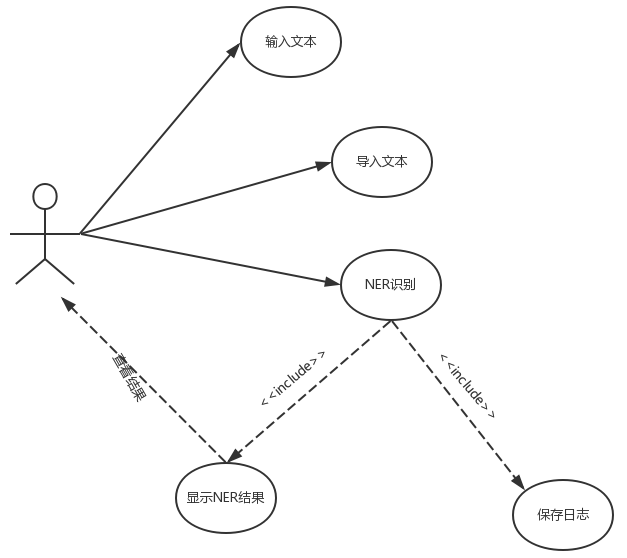 输入文本
导入文本
NER识别
查看结果
<<include>>
<<include>>
显示NER结果
保存日志